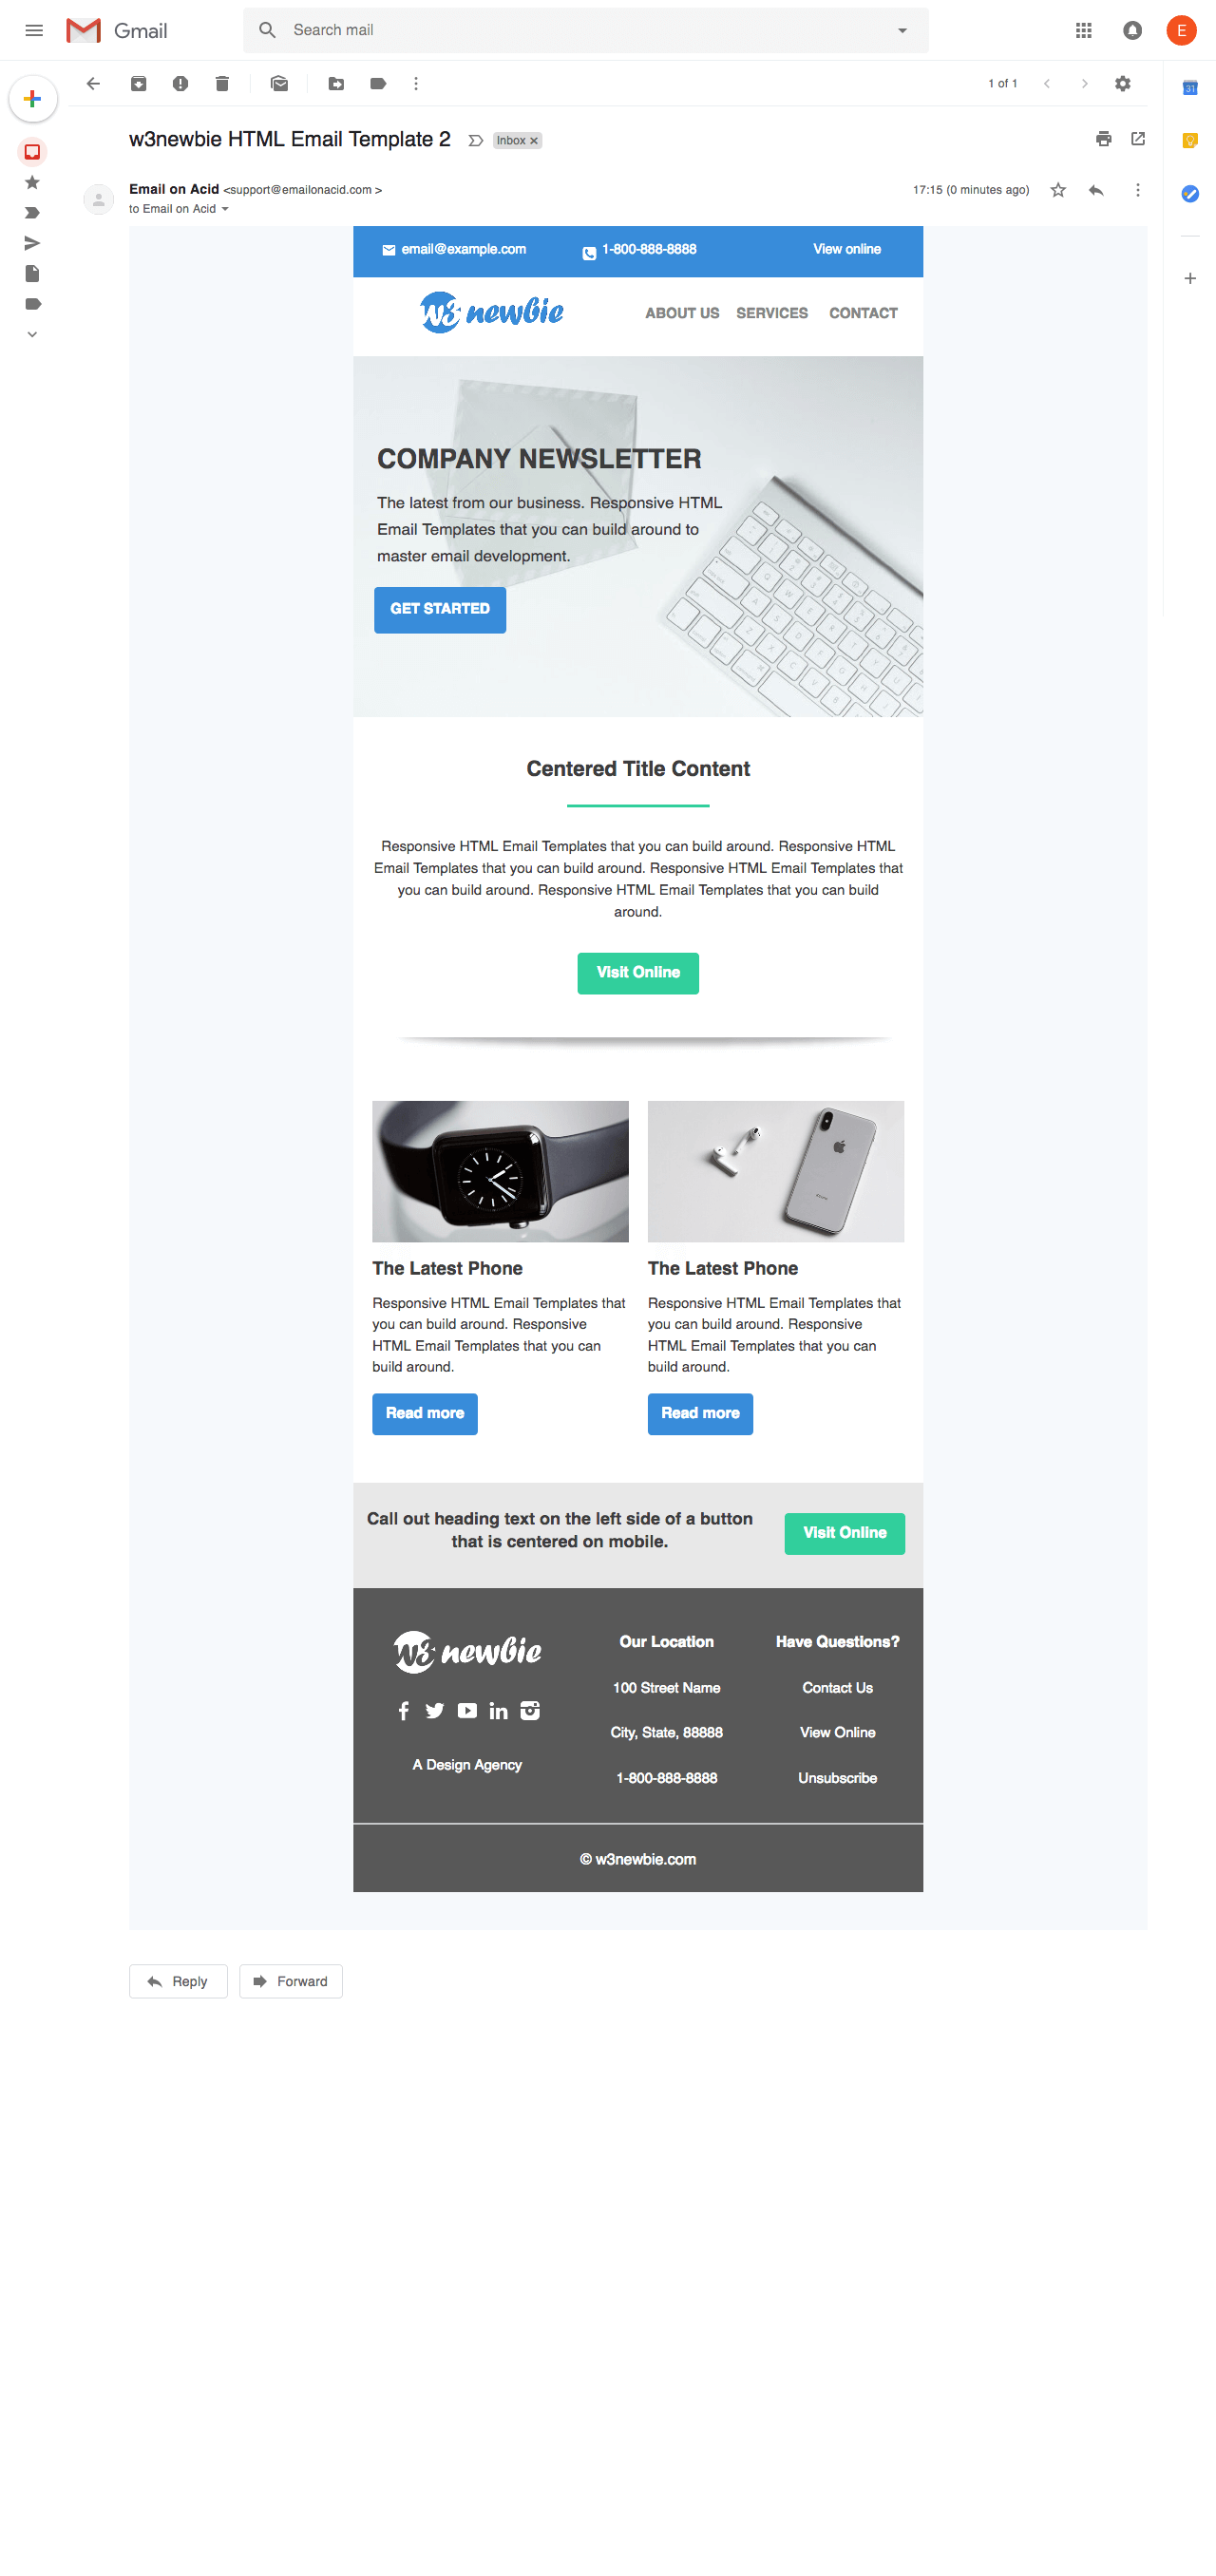 Gmail
Search mail
E
1 of 1
31
w3newbie HTML Email Template 2
Inbox ×
Email on Acid <support@emailonacid.com >
17:15 (0 minutes ago)
to Email on Acid
email@example.com
1-800-888-8888
View online
w3 newbie
ABOUT US
SERVICES
CONTACT
COMPANY NEWSLETTER
The latest from our business. Responsive HTML
Email Templates that you can build around to
master email development.
GET STARTED
Centered Title Content
Responsive HTML Email Templates that you can build around. Responsive HTML
Email Templates that you can build around. Responsive HTML Email Templates that
you can build around. Responsive HTML Email Templates that you can build
around.
Visit Online
The Latest Phone
Responsive HTML Email Templates that
you can build around. Responsive
HTML Email Templates that you can
build around.
Read more
The Latest Phone
Responsive HTML Email Templates that
you can build around. Responsive
HTML Email Templates that you can
build around.
Read more
Call out heading text on the left side of a button
that is centered on mobile.
Visit Online
w3 newbie
A Design Agency
Our Location
100 Street Name
City, State, 88888
1-800-888-8888
Have Questions?
Contact Us
View Online
Unsubscribe
© w3newbie.com
Reply
Forward